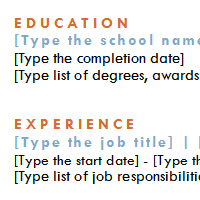 EDUCATION
[Type the school name
[Type the completion date]
[Type list of degrees, awards
EXPERIENCE
[Type the job title] | [
[Type the start date] - [Type th
[Type list of job responsibiliti